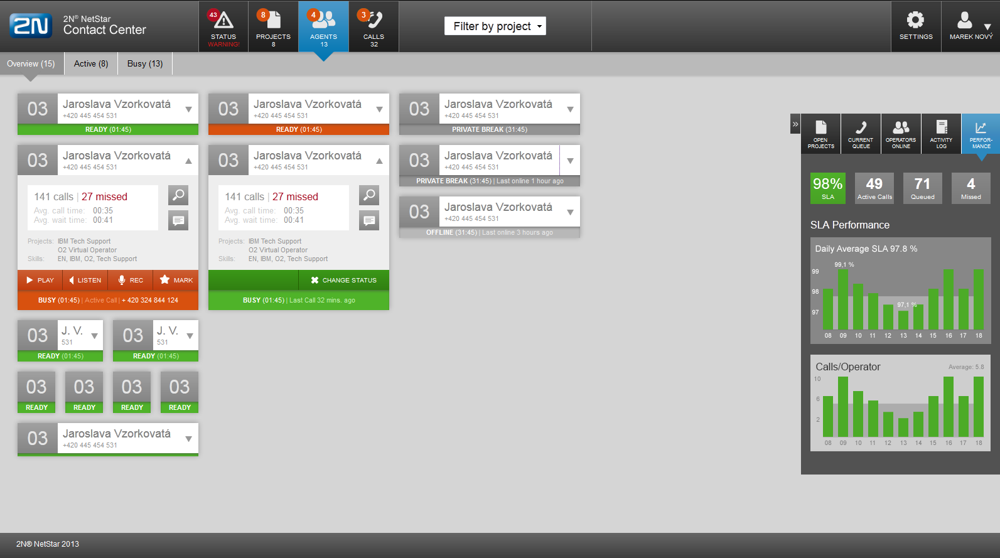 2N
2N® NetStar
Contact Center
43
STATUS
WARNING!
8
PROJECTS
8
4
AGENTS
13
3
CALLS
32
Filter by project
SETTINGS
MAREK NOVÝ
Overview (15)
Active (8)
Busy (13)
03
Jaroslava Vzorkovatá
+420 445 454 531
READY (01:45)
03
Jaroslava Vzorkovatá
+420 445 454 531
READY (01:45)
03
Jaroslava Vzorkovatá
+420 445 454 531
PRIVATE BREAK (31:45)
03
Jaroslava Vzorkovatá
+420 445 454 531
141 calls | 27 missed
Avg. call time: 00:35
Avg. wait time: 00:41
Projects: IBM Tech Support
O2 Virtual Operator
Skills: EN, IBM, O2, Tech Support
PLAY
LISTEN
REC
MARK
BUSY (01:45) | Active Call | + 420 324 844 124
03
Jaroslava Vzorkovatá
+420 445 454 531
141 calls | 27 missed
Avg. call time: 00:35
Avg. wait time: 00:41
Projects: IBM Tech Support
O2 Virtual Operator
Skills: EN, IBM, O2, Tech Support
CHANGE STATUS
BUSY (01:45) | Last Call 32 mins. ago
03
Jaroslava Vzorkovatá
+420 445 454 531
PRIVATE BREAK (31:45) | Last online 1 hour ago
03
Jaroslava Vzorkovatá
+420 445 454 531
OFFLINE (31:45) | Last online 3 hours ago
03
J. V.
531
READY (01:45)
03
J. V.
531
READY (01:45)
03
READY
03
READY
03
READY
03
READY
03
Jaroslava Vzorkovatá
+420 445 454 531
»
OPEN
PROJECTS
CURRENT
QUEUE
OPERATORS
ONLINE
ACTIVITY
LOG
PERFOR-
MANCE
98%
SLA
49
Active Calls
71
Queued
4
Missed
SLA Performance
Daily Average SLA 97.8 %
99,1 %
99
98
97,1 %
97
08 09 10 11 12 13 14 15 16 17 18
Calls/Operator
Average: 5.8
10
6
2
08 09 10 11 12 13 14 15 16 17 18
2N® NetStar 2013